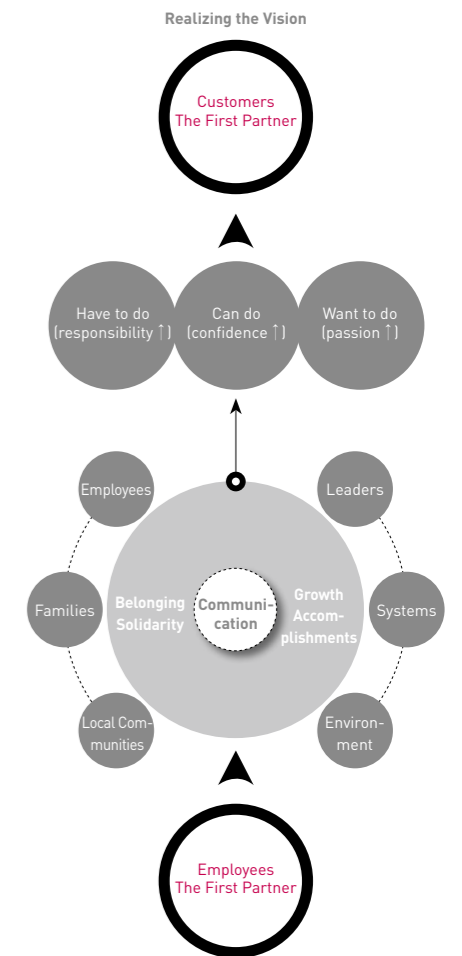 Realizing the Vision
Customers
The First Partner
Have to do
(responsibility ↑)
Can do
(confidence ↑)
Want to do
(passion ↑)
Employees
Leaders
Families
Belonging
Solidarity
Communi-
cation
Growth
Accom-
plishments
Systems
Local Com-
munities
Environ-
ment
Employees
The First Partner